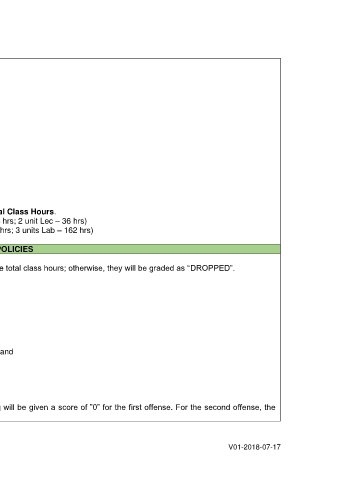 al Class Hours.
hrs; 2 unit Lec – 36 hrs)
hrs; 3 units Lab – 162 hrs)
POLICIES
e total class hours; otherwise, they will be graded as “DROPPED”.
and
g will be given a score of ”0” for the first offense. For the second offense, the
V01-2018-07-17